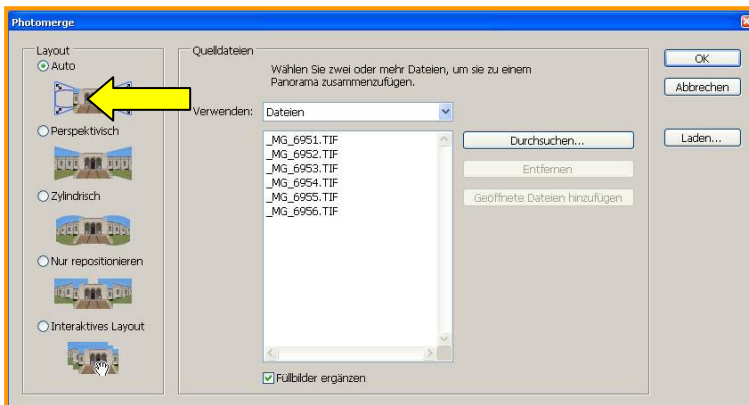 Photomerge
Layout
Auto
Perspektivisch
Zylindrisch
Nur repositionieren
Interaktives Layout
Quelldateien
Wählen Sie zwei oder mehr Dateien, um sie zu einem
Panorama zusammenzufügen.
Verwenden: Dateien
_MG_6951.TIF
_MG_6952.TIF
_MG_6953.TIF
_MG_6954.TIF
_MG_6955.TIF
_MG_6956.TIF
Durchsuchen...
Entfernen
Geöffnete Dateien hinzufügen
Füllbilder ergänzen
OK
Abbrechen
Laden...